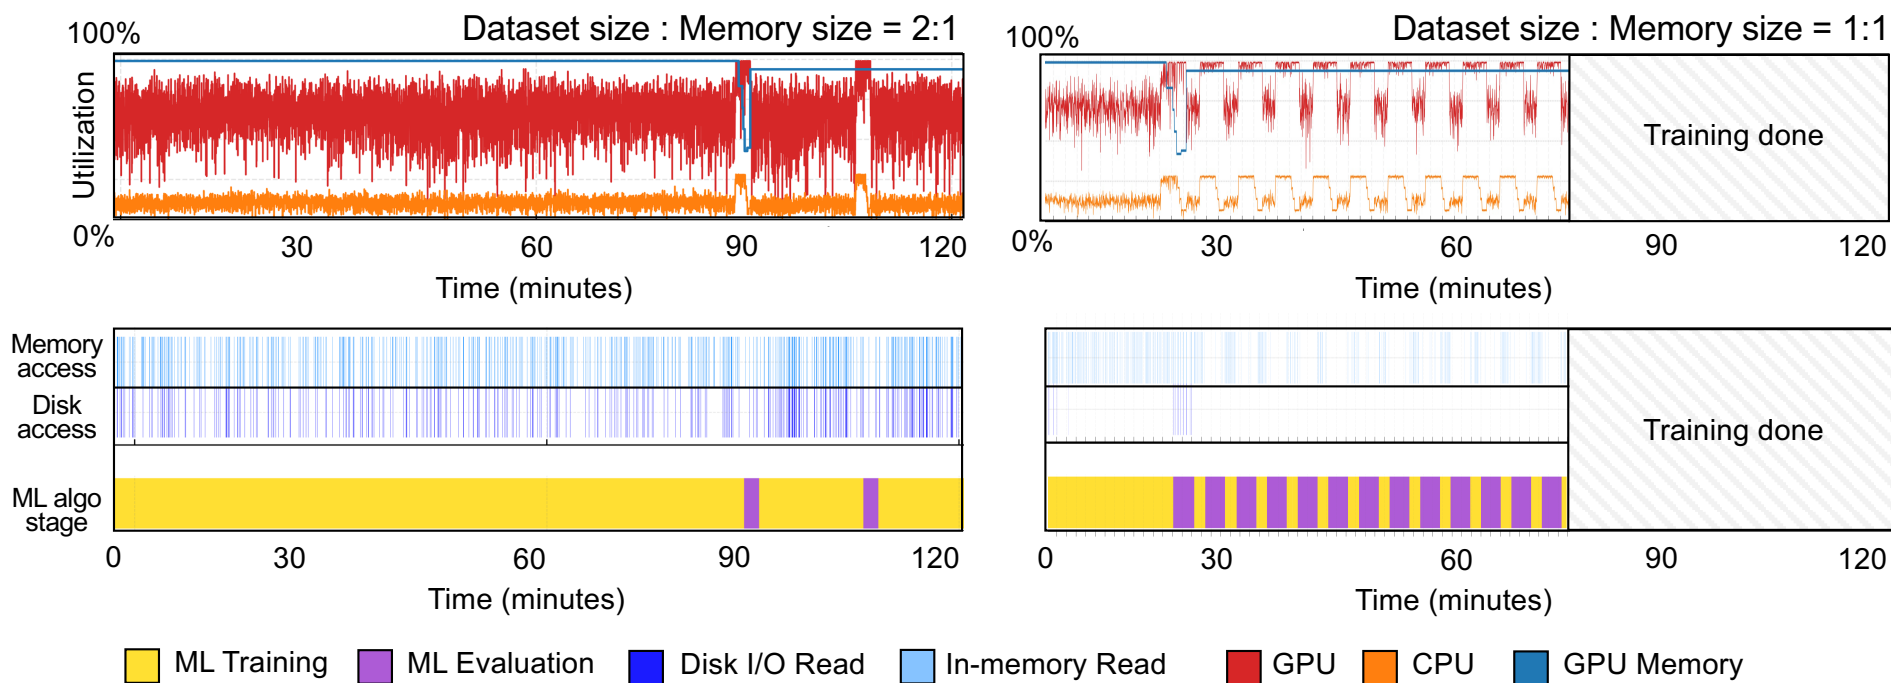 Dataset size : Memory size = 2:1
100%
Utilization
0%
30
60
90
120
Time (minutes)
Memory
access
Disk
access
ML algo
stage
0
30
60
90
120
Time (minutes)
Dataset size : Memory size = 1:1
100%
Training done
0%
30
60
90
120
Time (minutes)
Training done
0
30
60
90
120
Time (minutes)
ML Training
ML Evaluation
Disk I/O Read
In-memory Read
GPU
CPU
GPU Memory